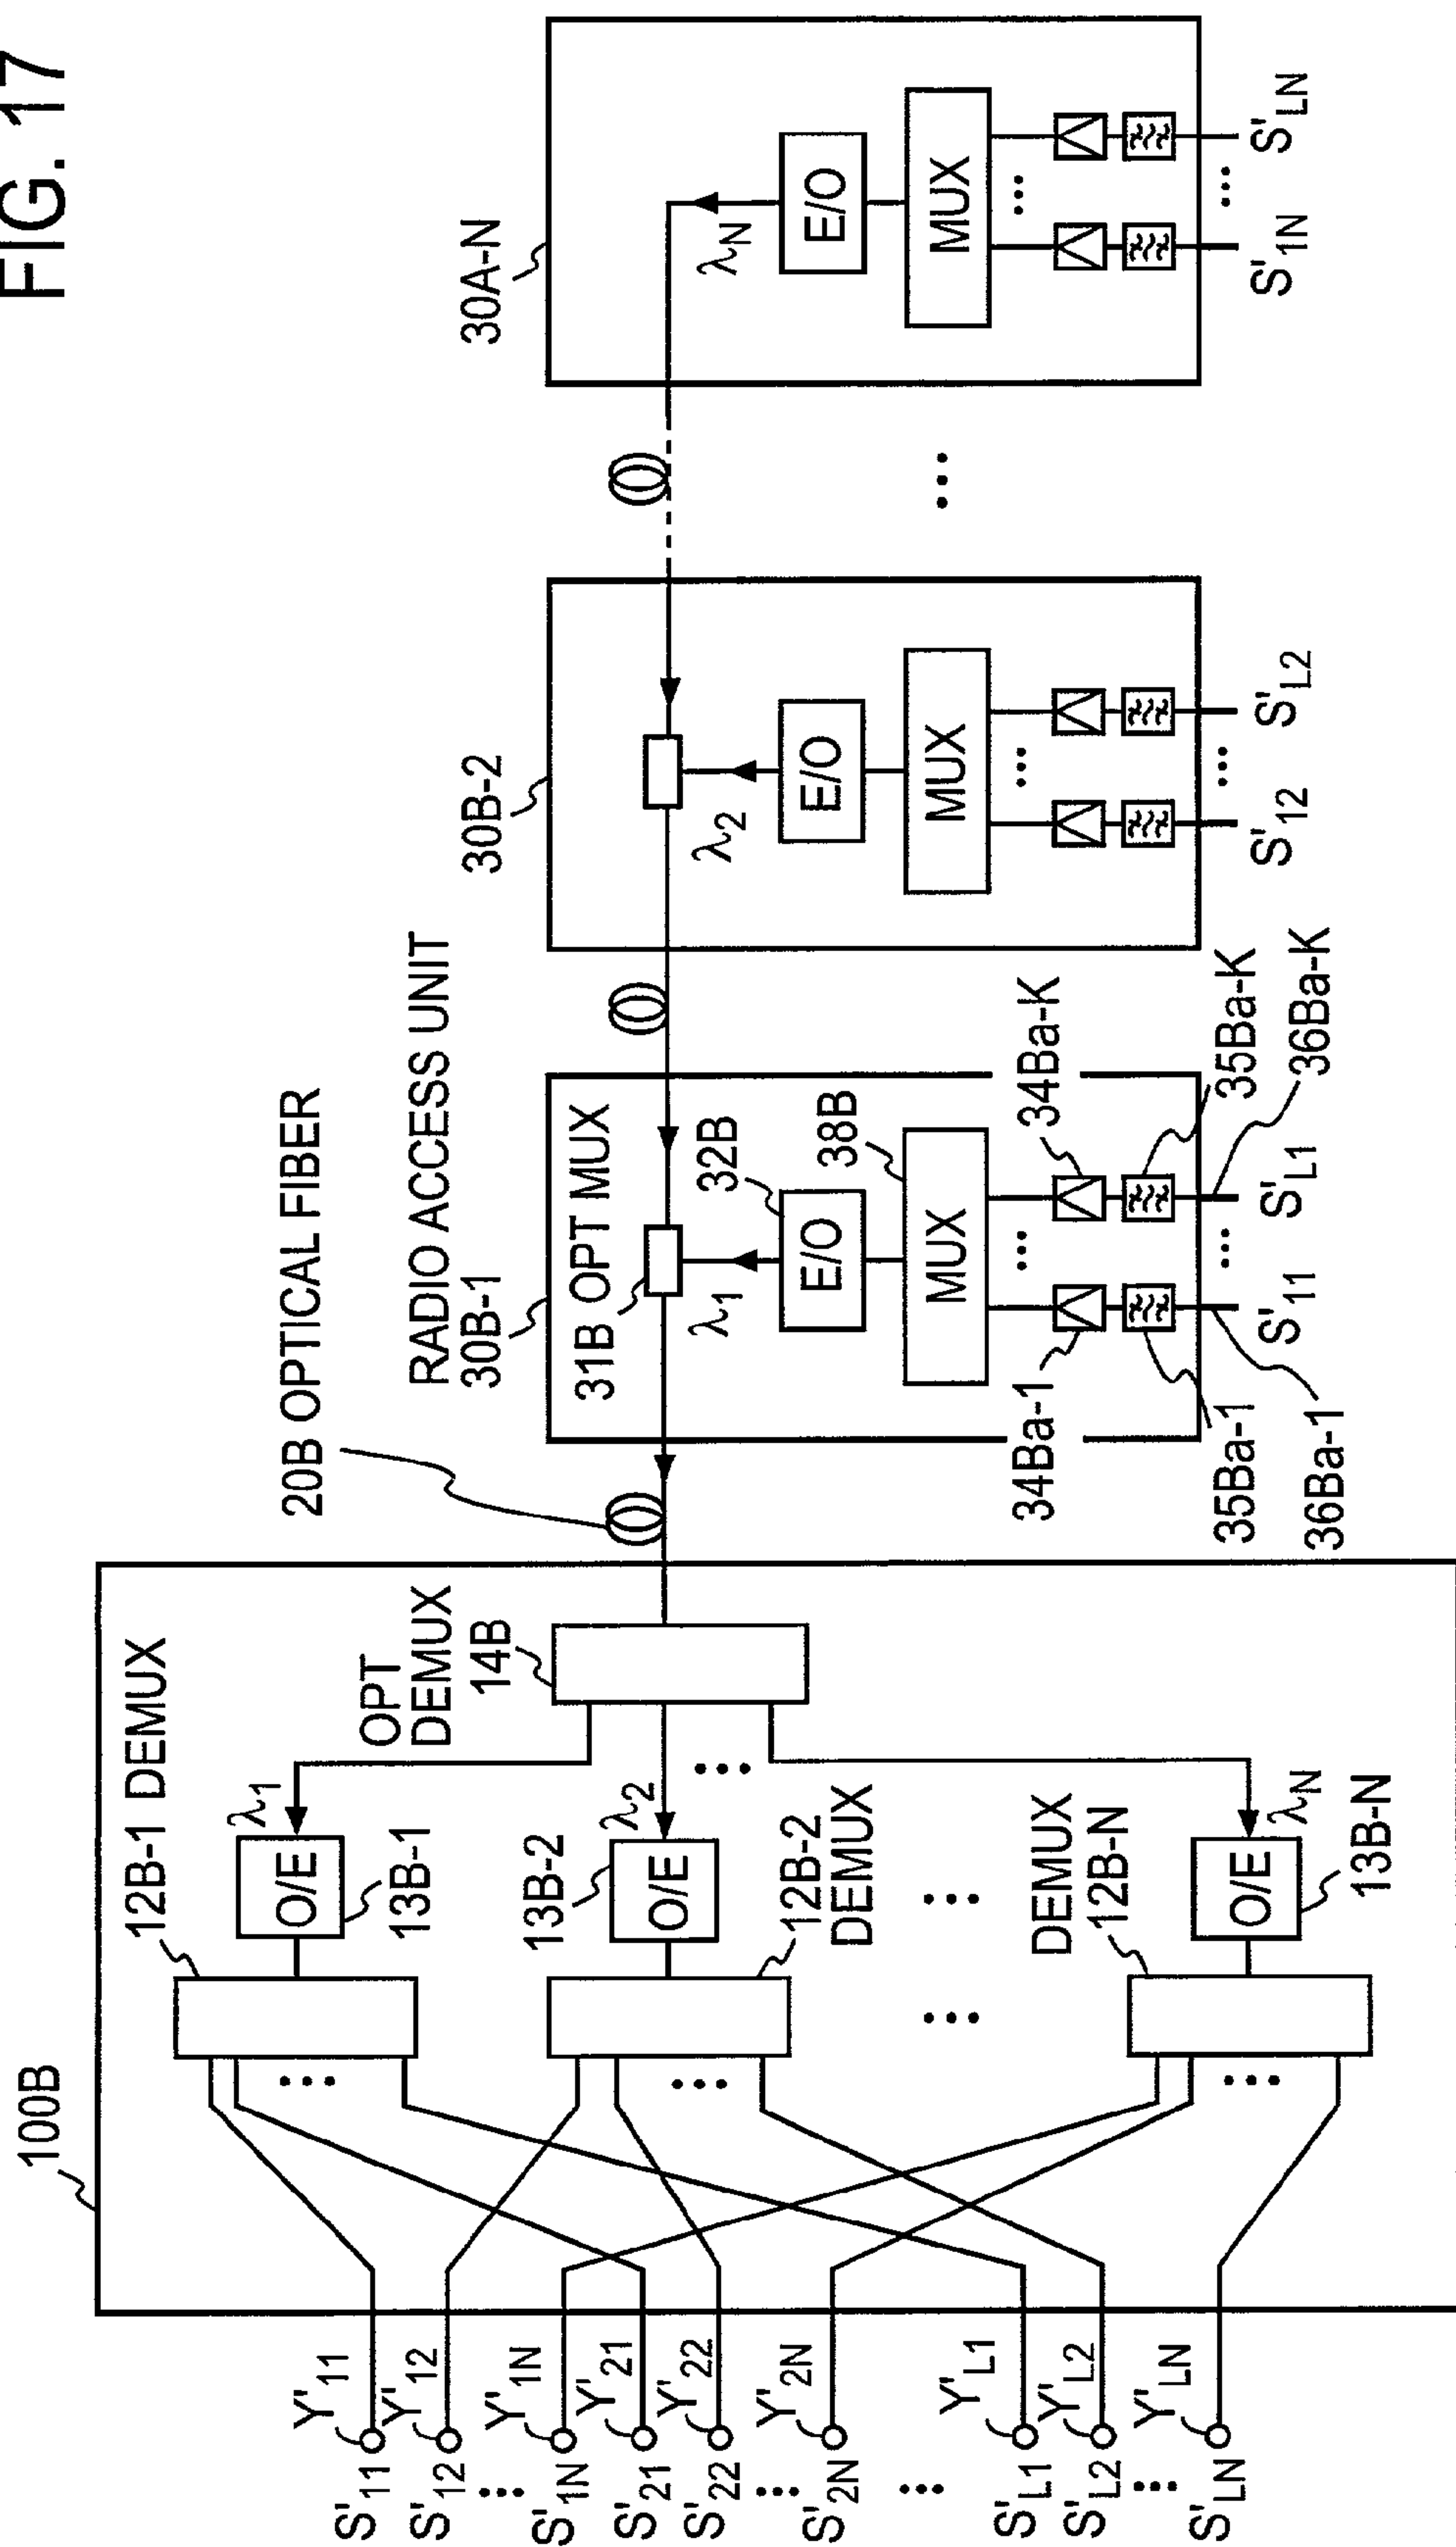 FIG. 17
100B
12B-1 DEMUX
OPT
DEMUX
14B
λ1
O/E
13B-1
λ2
O/E
13B-2
12B-2
DEMUX
DEMUX
12B-N
λN
O/E
13B-N
Y'11
S'11
Y'12
S'12
Y'1N
S'1N
Y'21
S'21
Y'22
S'22
Y'2N
S'2N
Y'L1
S'L1
Y'L2
S'L2
Y'LN
S'LN
20B OPTICAL FIBER
RADIO ACCESS UNIT
30B-1
31B OPT MUX
λ1
E/O
32B
MUX
38B
34Ba-1
34Ba-K
35Ba-1
35Ba-K
36Ba-1
36Ba-K
S'11
S'L1
30B-2
λ2
E/O
MUX
S'12
S'L2
30A-N
λN
E/O
MUX
S'1N
S'LN